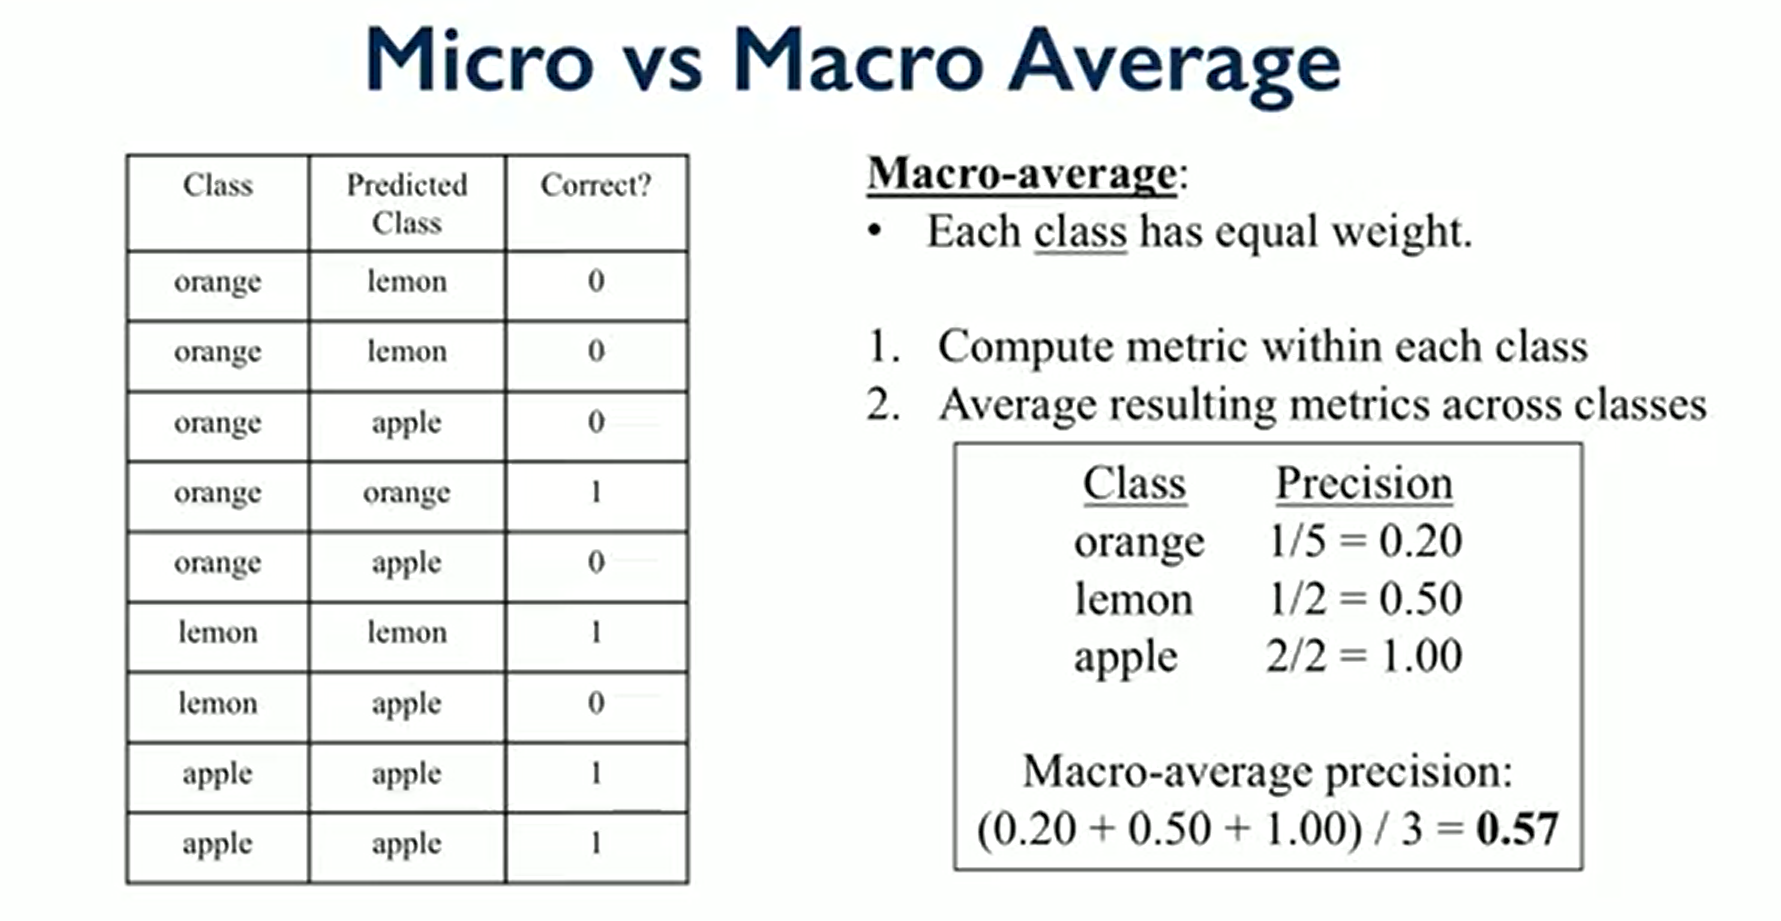 Micro vs Macro Average
Class Predicted Class Correct?
orange lemon 0
orange lemon 0
orange apple 0
orange orange 1
orange apple 0
lemon lemon 1
lemon apple 0
apple apple 1
apple apple 1
Macro-average:
• Each class has equal weight.
1. Compute metric within each class
2. Average resulting metrics across classes
Class Precision
orange 1/5 = 0.20
lemon 1/2 = 0.50
apple 2/2 = 1.00
Macro-average precision:
(0.20 + 0.50 + 1.00) / 3 = 0.57